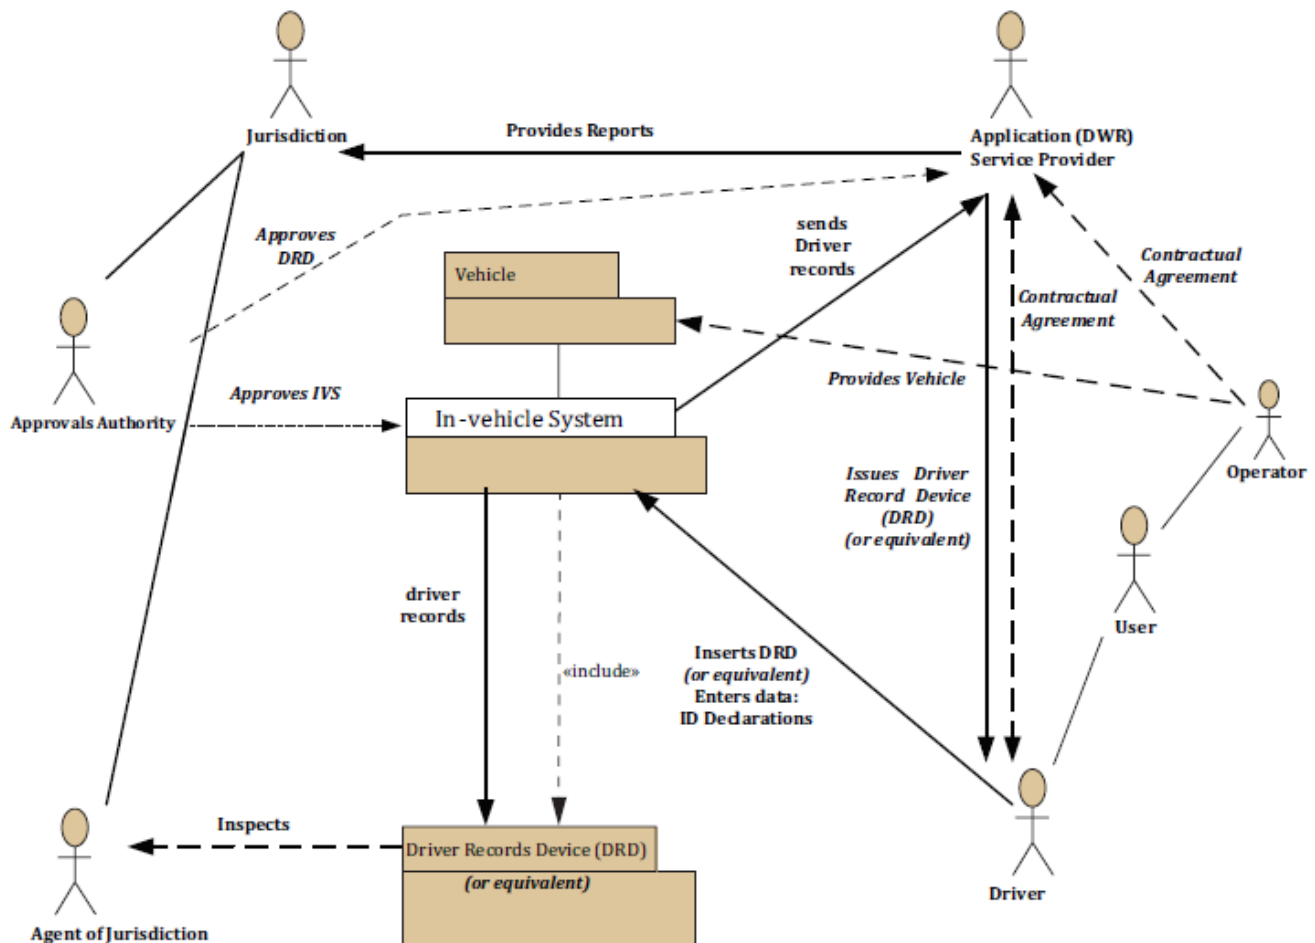 Jurisdiction
Provides Reports
Application (DWR)
Service Provider
Approves
DRD
sends
Driver
records
Vehicle
Contractual
Agreement
Contractual
Agreement
Provides Vehicle
Approvals Authority
Approves IVS
In-vehicle System
Operator
Issues Driver
Record Device
(DRD)
(or equivalent)
driver
records
User
«include»
Inserts DRD
(or equivalent)
Enters data:
ID Declarations
Inspects
Driver Records Device (DRD)
(or equivalent)
Driver
Agent of Jurisdiction